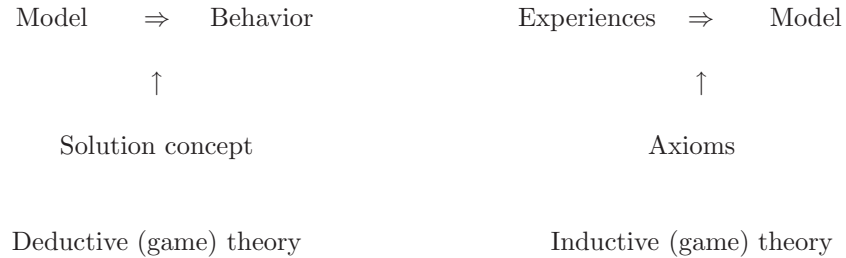 Model ⇒ Behavior Experiences ⇒ Model
↑ ↑
Solution concept Axioms
Deductive (game) theory Inductive (game) theory